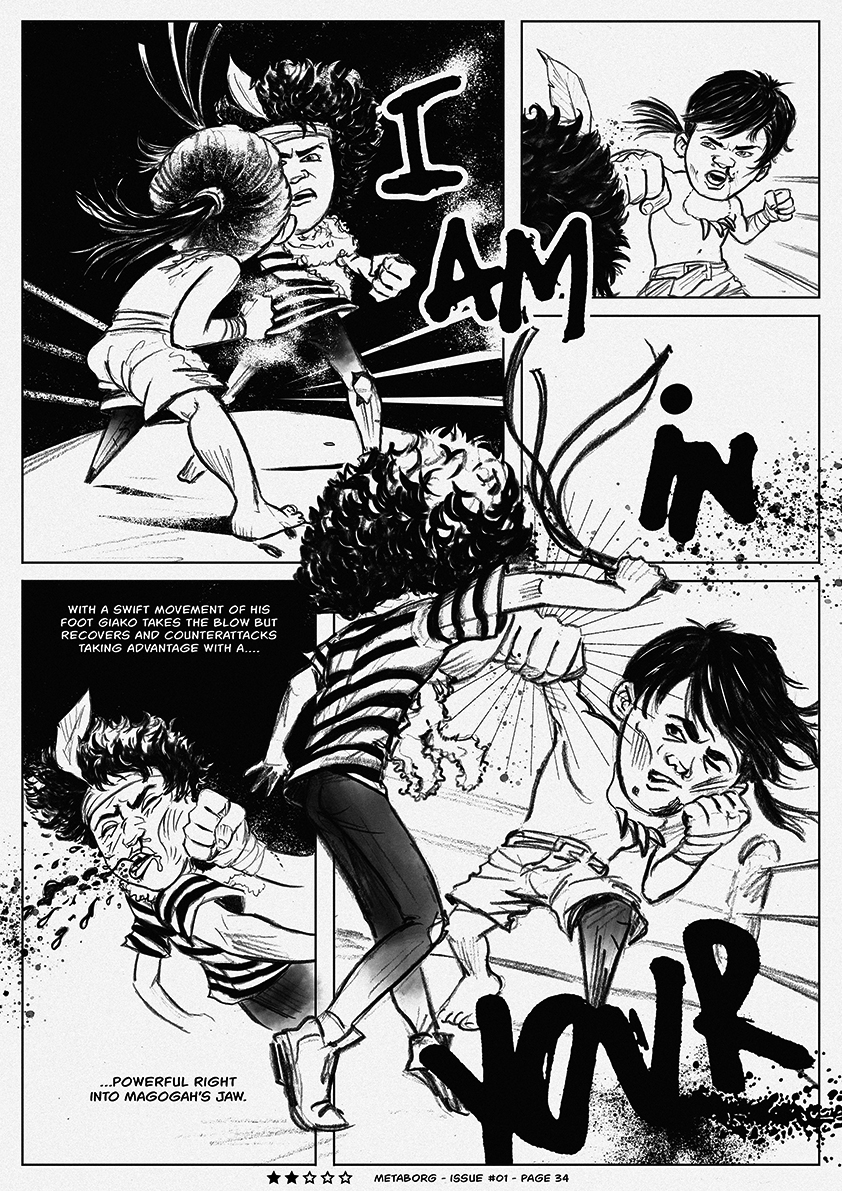 I
AM
iN
WITH A SWIFT MOVEMENT OF HIS
FOOT GIAKO TAKES THE BLOW BUT
RECOVERS AND COUNTERATTACKS
TAKING ADVANTAGE WITH A....
...POWERFUL RIGHT
INTO MAGOGAH'S JAW.
YOUR
METABORG - ISSUE #01 - PAGE 34